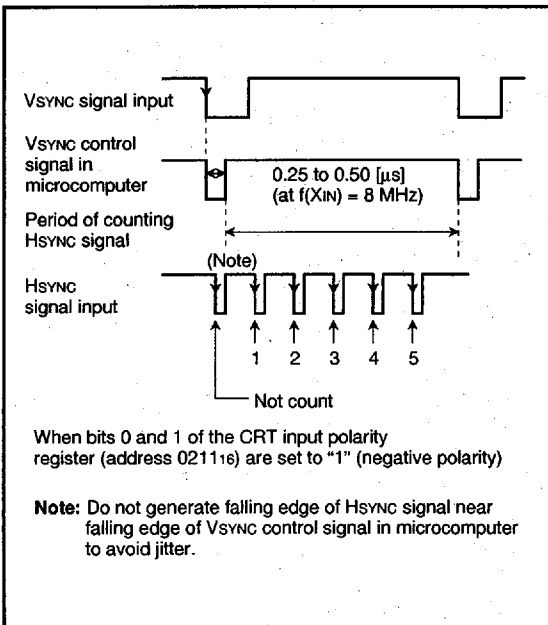 VSYNC signal input
VSYNC control
signal in
microcomputer
0.25 to 0.50 [μs]
(at f(XIN) = 8 MHz)
Period of counting
HSYNC signal
(Note)
HSYNC
signal input
1 2 3 4 5
Not count
When bits 0 and 1 of the CRT input polarity
register (address 021116) are set to “1” (negative polarity)
Note: Do not generate falling edge of HSYNC signal near
falling edge of VSYNC control signal in microcomputer
to avoid jitter.